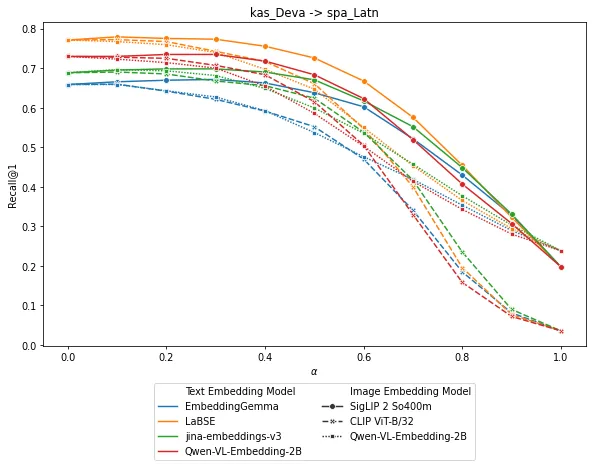 kas_Deva -> spa_Latn
Recall@1
0.8
0.7
0.6
0.5
0.4
0.3
0.2
0.1
0.0
0.0 0.2 0.4 0.6 0.8 1.0
α
Text Embedding Model
EmbeddingGemma
LaBSE
jina-embeddings-v3
Qwen-VL-Embedding-2B
Image Embedding Model
SigLIP 2 So400m
CLIP ViT-B/32
Qwen-VL-Embedding-2B